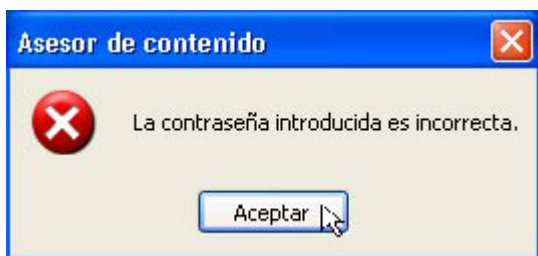 Asesor de contenido
La contraseña introducida es incorrecta.
Aceptar